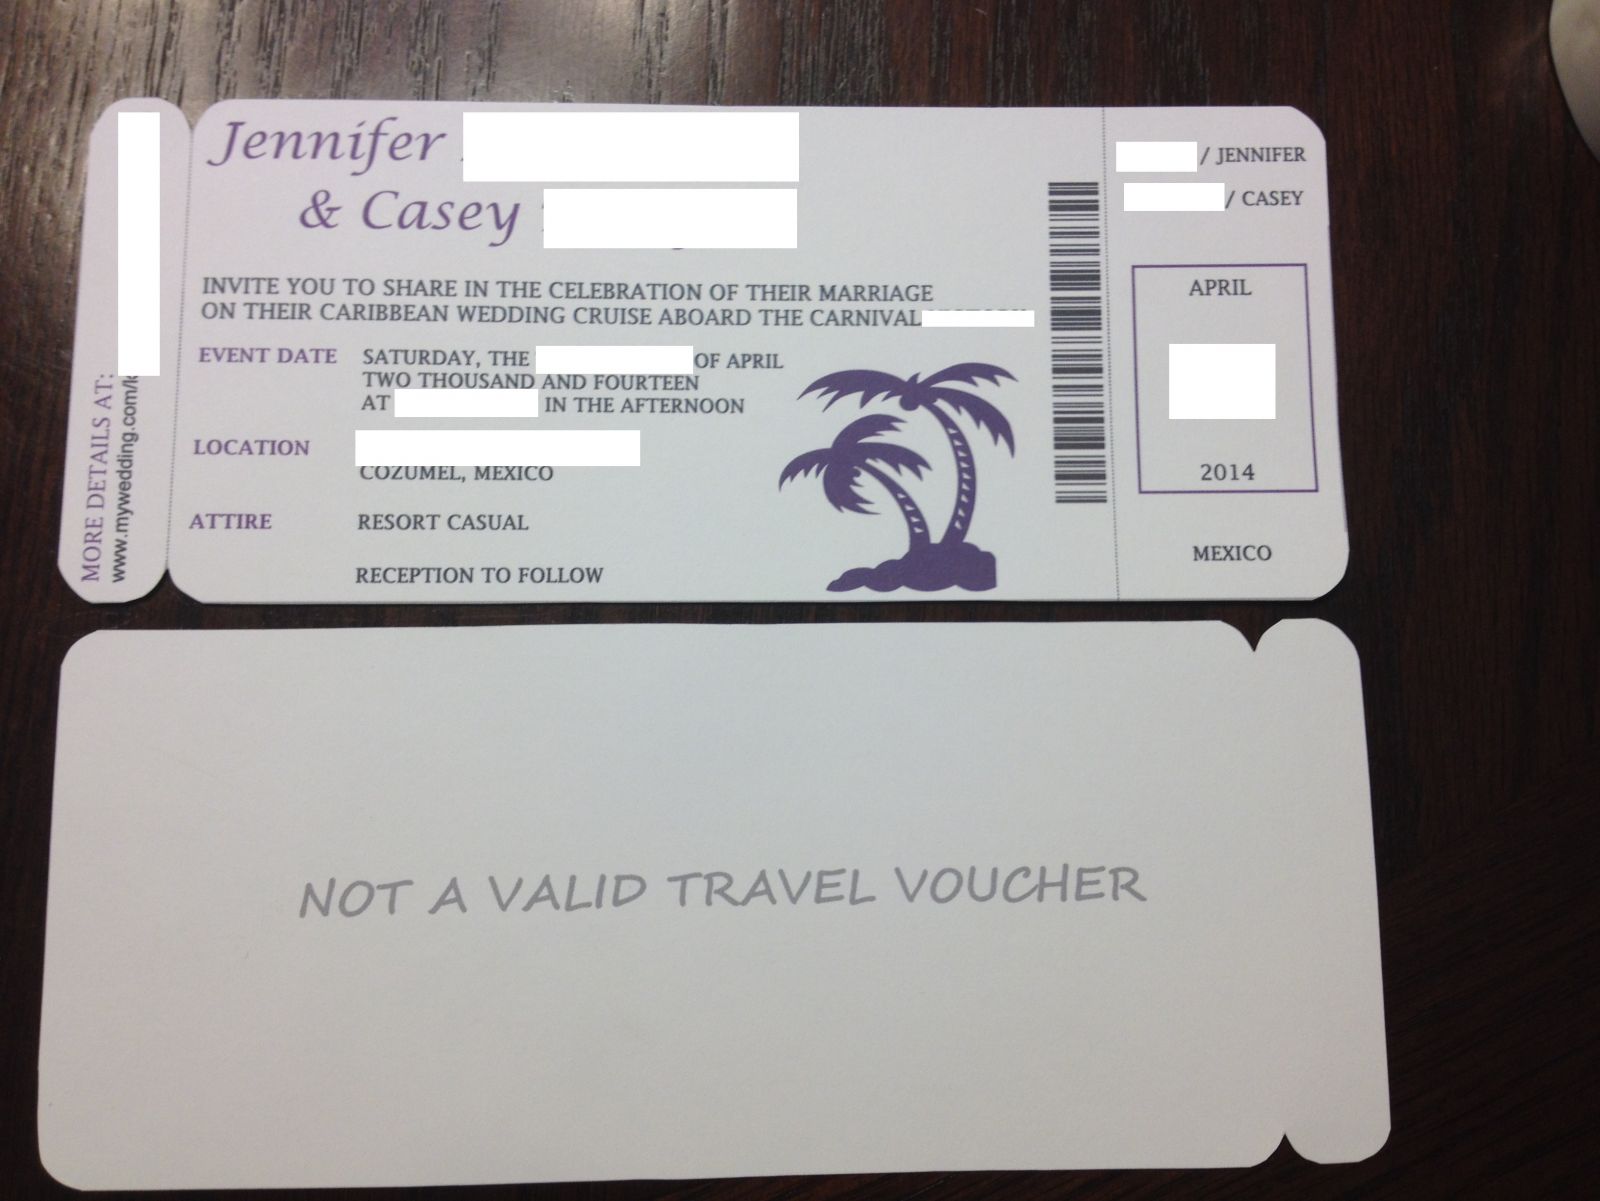 MORE DETAILS AT:
www.mywedding.com/k
Jennifer
& Casey
INVITE YOU TO SHARE IN THE CELEBRATION OF THEIR MARRIAGE
ON THEIR CARIBBEAN WEDDING CRUISE ABOARD THE CARNIVAL
EVENT DATE SATURDAY, THE OF APRIL
TWO THOUSAND AND FOURTEEN
AT IN THE AFTERNOON
LOCATION
COZUMEL, MEXICO
ATTIRE RESORT CASUAL
RECEPTION TO FOLLOW
/ JENNIFER
/ CASEY
APRIL
2014
MEXICO
NOT A VALID TRAVEL VOUCHER